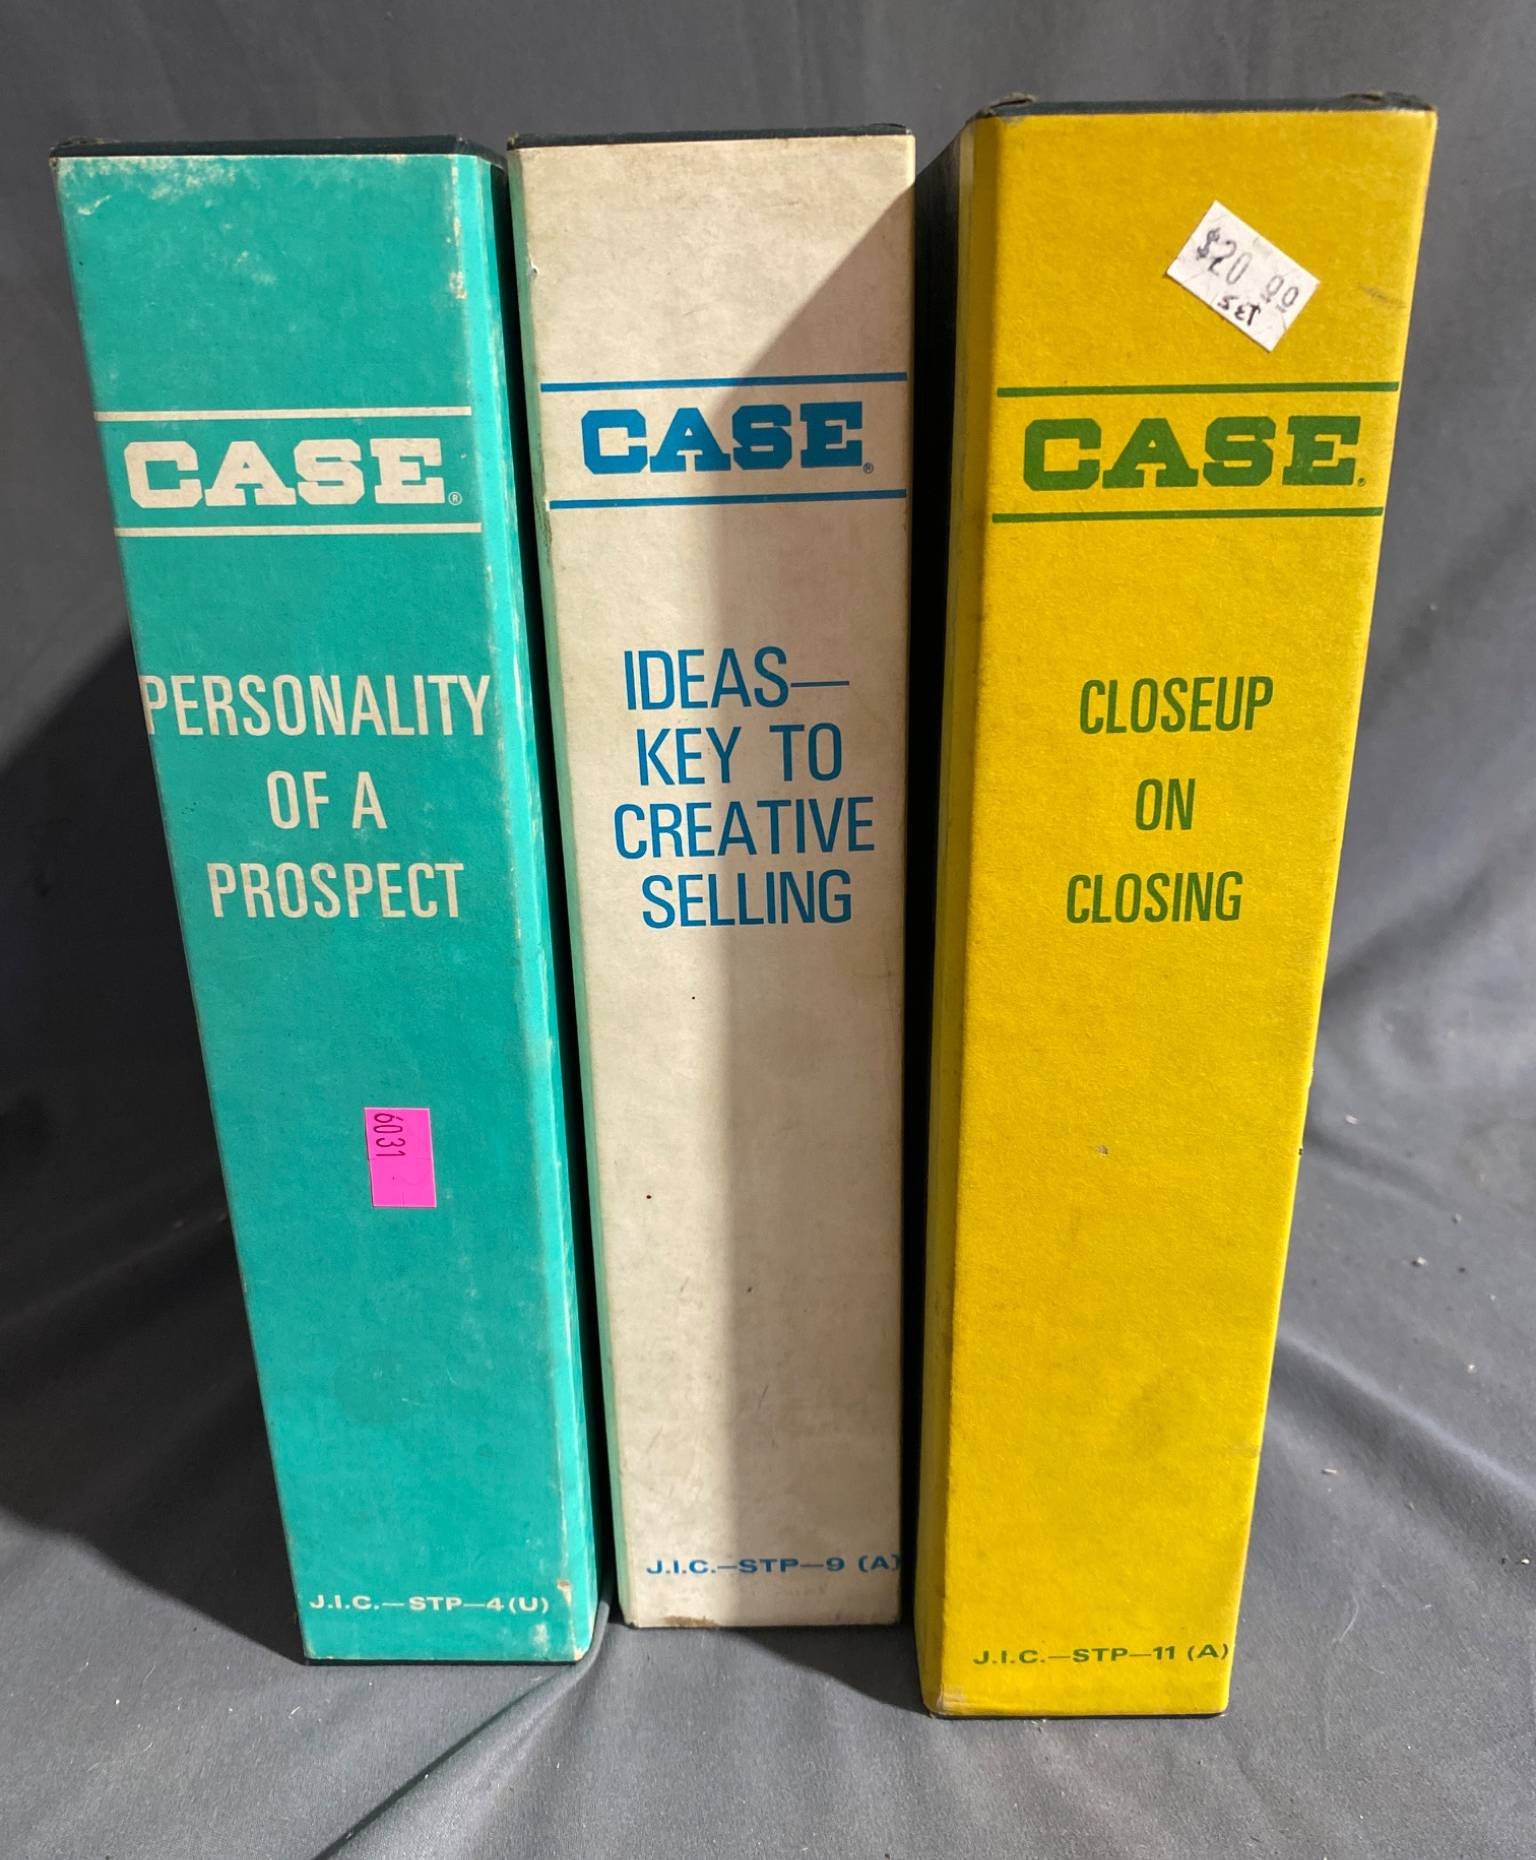 CASE®
PERSONALITY
OF A
PROSPECT
6031
J.I.C.—STP—4(U)
CASE®
IDEAS—
KEY TO
CREATIVE
SELLING
J.I.C.—STP—9 (A)
$20 00
SET
CASE®
CLOSEUP
ON
CLOSING
J.I.C.—STP—11 (A)